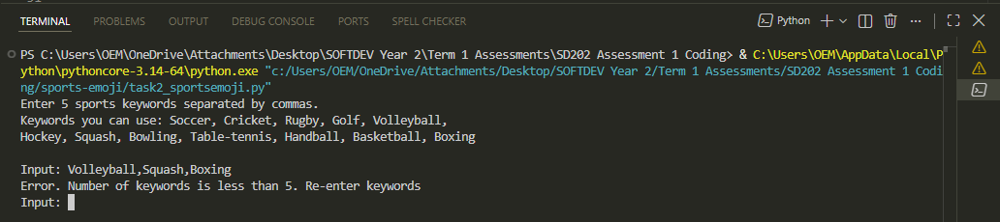 TERMINAL PROBLEMS OUTPUT DEBUG CONSOLE PORTS SPELL CHECKER Python
PS C:\Users\OEM\OneDrive\Attachments\Desktop\SOFTDEV Year 2\Term 1 Assessments\SD202 Assessment 1 Coding> & C:\Users\OEM\AppData\Local\P
ython\pythoncore-3.14-64\python.exe "c:/Users/OEM/OneDrive/Attachments/Desktop/SOFTDEV Year 2/Term 1 Assessments/SD202 Assessment 1 Codi
ng/sports-emoji/task2_sportsemoji.py"
Enter 5 sports keywords separated by commas.
Keywords you can use: Soccer, Cricket, Rugby, Golf, Volleyball,
Hockey, Squash, Bowling, Table-tennis, Handball, Basketball, Boxing
Input: Volleyball,Squash,Boxing
Error. Number of keywords is less than 5. Re-enter keywords
Input: